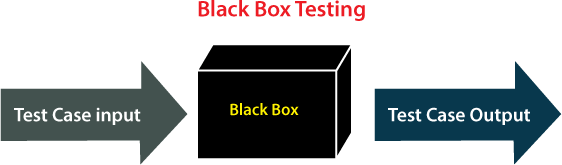 Black Box Testing
Test Case input
Black Box
Test Case Output